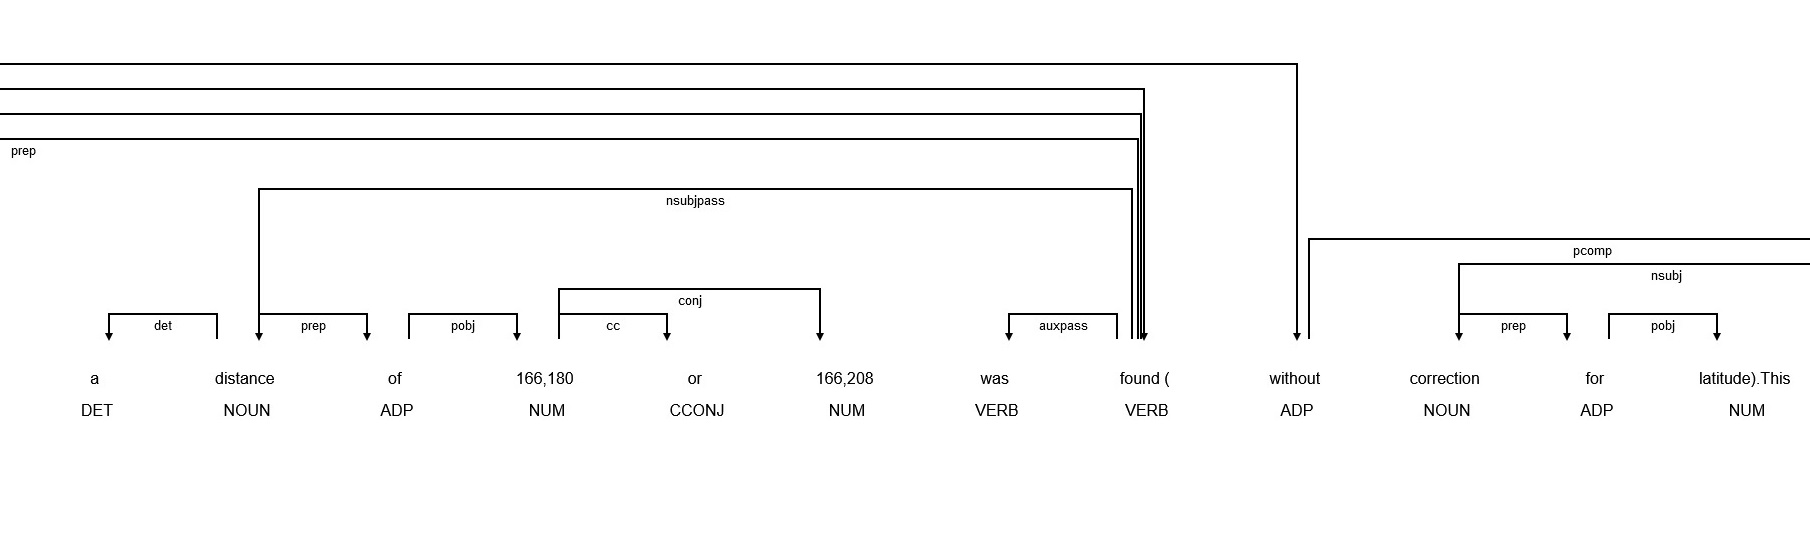 prep
nsubjpass
pcomp
nsubj
conj
det prep pobj cc auxpass prep pobj
a distance of 166,180 or 166,208 was found ( without correction for latitude).This
DET NOUN ADP NUM CCONJ NUM VERB VERB ADP NOUN ADP NUM